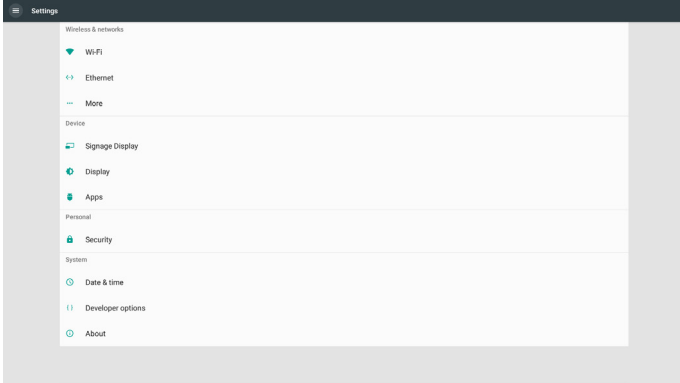 Settings
Wireless & networks
Wi-Fi
Ethernet
More
Device
Signage Display
Display
Apps
Personal
Security
System
Date & time
Developer options
About